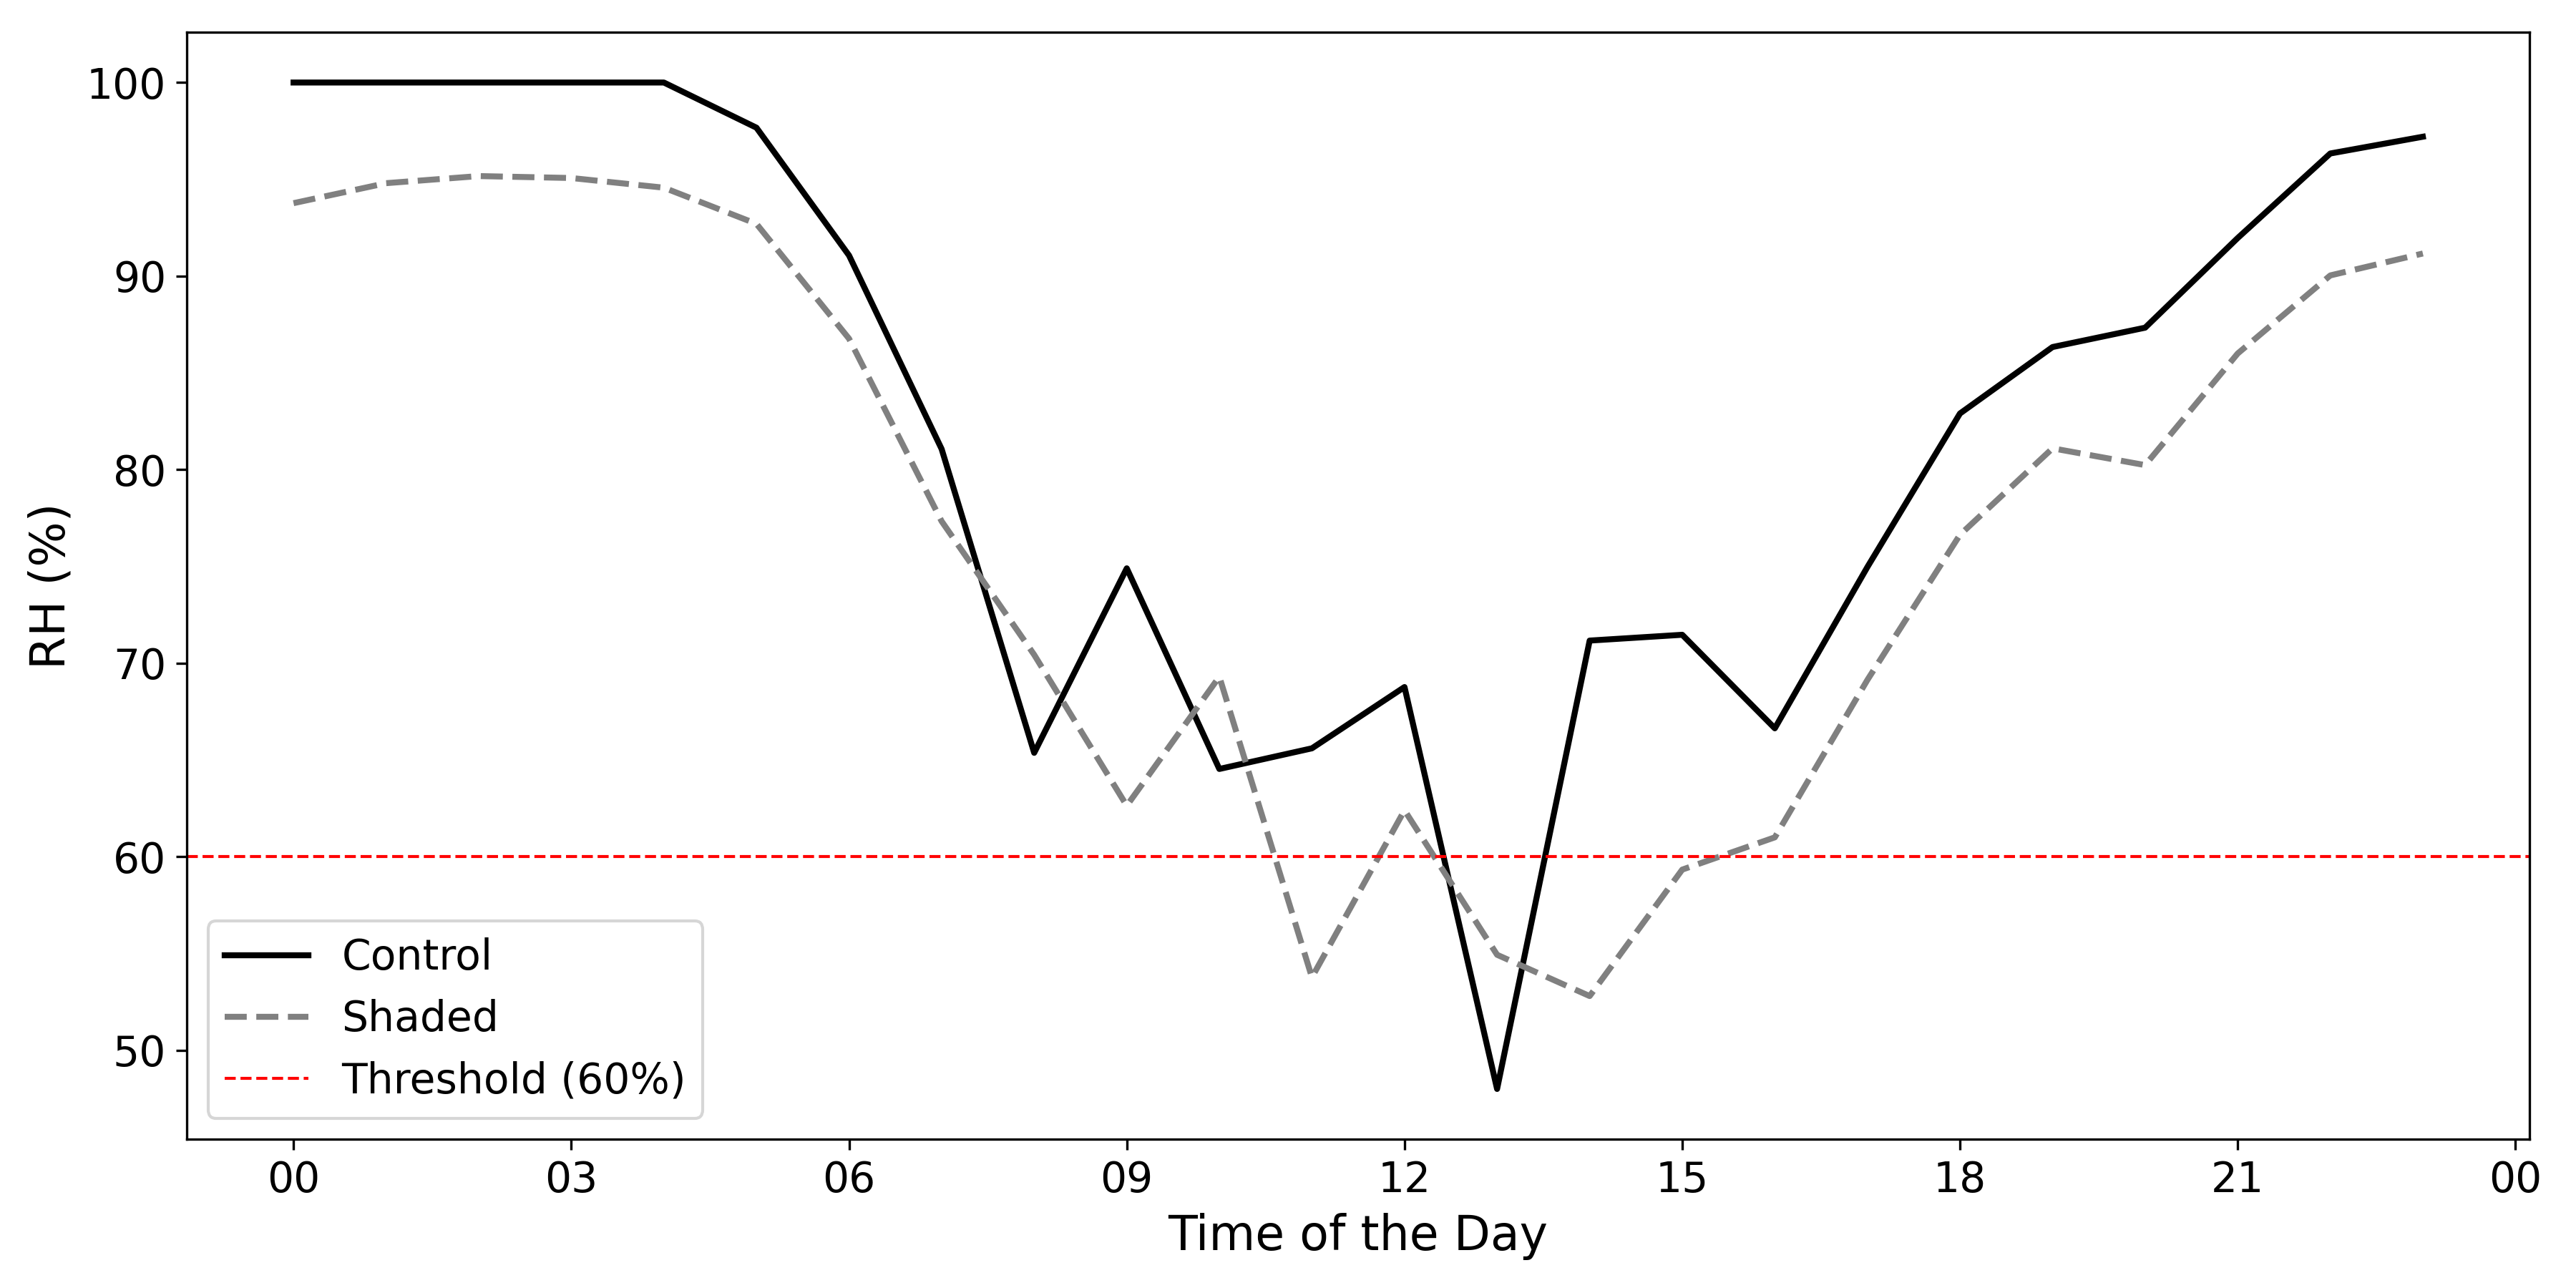 100
90
80
70
60
50
RH (%)
Control
Shaded
Threshold (60%)
00 03 06 09 12 15 18 21 00
Time of the Day